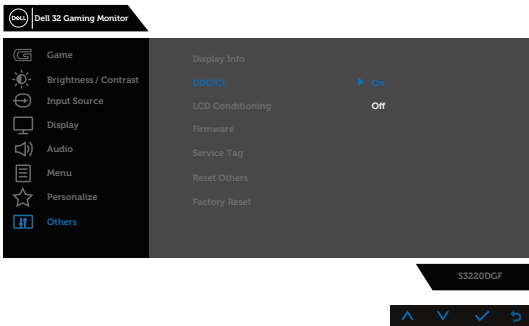 DELL
Dell 32 Gaming Monitor
Game
Brightness / Contrast
Input Source
Display
Audio
Menu
Personalize
Others
Display Info
DDC/CI
On
LCD Conditioning
Off
Firmware
Service Tag
Reset Others
Factory Reset
S3220DGF